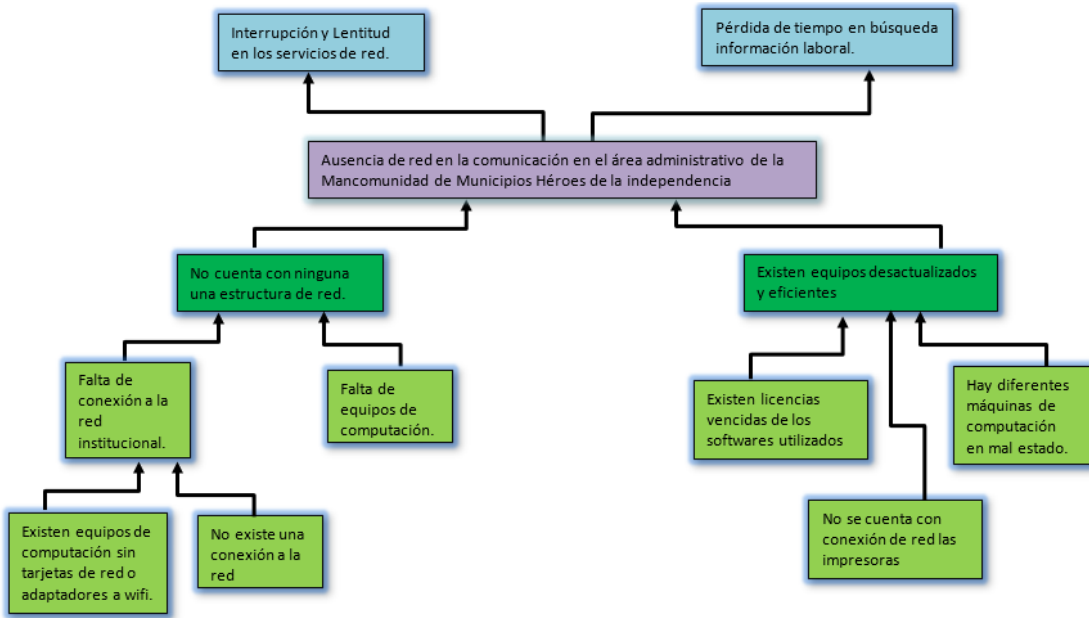 Interrupción y Lentitud
en los servicios de red.
Pérdida de tiempo en búsqueda
información laboral.
Ausencia de red en la comunicación en el área administrativo de la
Mancomunidad de Municipios Héroes de la independencia
No cuenta con ninguna
una estructura de red.
Existen equipos desactualizados
y eficientes
Falta de
conexión a la
red
institucional.
Falta de
equipos de
computación.
Existen licencias
vencidas de los
softwares utilizados
Hay diferentes
máquinas de
computación
en mal estado.
Existen equipos de
computación sin
tarjetas de red o
adaptadores a wifi.
No existe una
conexión a la
red
No se cuenta con
conexión de red las
impresoras